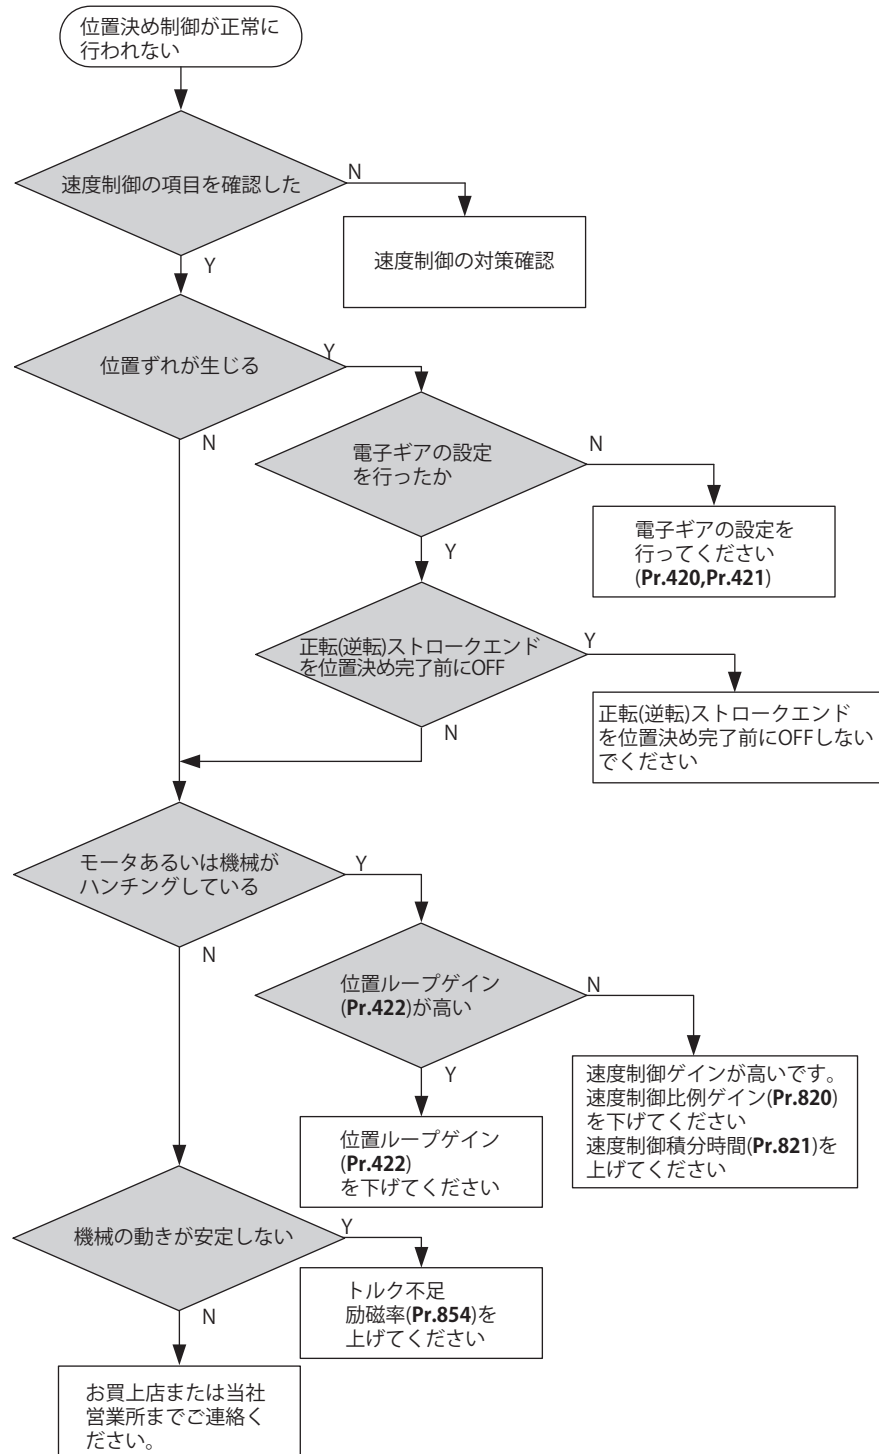 位置決め制御が正常に
行われない
速度制御の項目を確認した
N
速度制御の対策確認
Y
位置ずれが生じる
Y
N
電子ギアの設定
を行ったか
N
電子ギアの設定を
行ってください
(Pr.420,Pr.421)
Y
正転(逆転)ストロークエンド
を位置決め完了前にOFF
Y
正転(逆転)ストロークエンド
を位置決め完了前にOFFしない
でください
N
モータあるいは機械が
ハンチングしている
Y
N
位置ループゲイン
(Pr.422)が高い
N
速度制御ゲインが高いです。
速度制御比例ゲイン(Pr.820)
を下げてください
速度制御積分時間(Pr.821)を
上げてください
Y
位置ループゲイン
(Pr.422)
を下げてください
機械の動きが安定しない
Y
トルク不足
励磁率(Pr.854)を
上げてください
N
お買上店または当社
営業所までご連絡く
ださい。